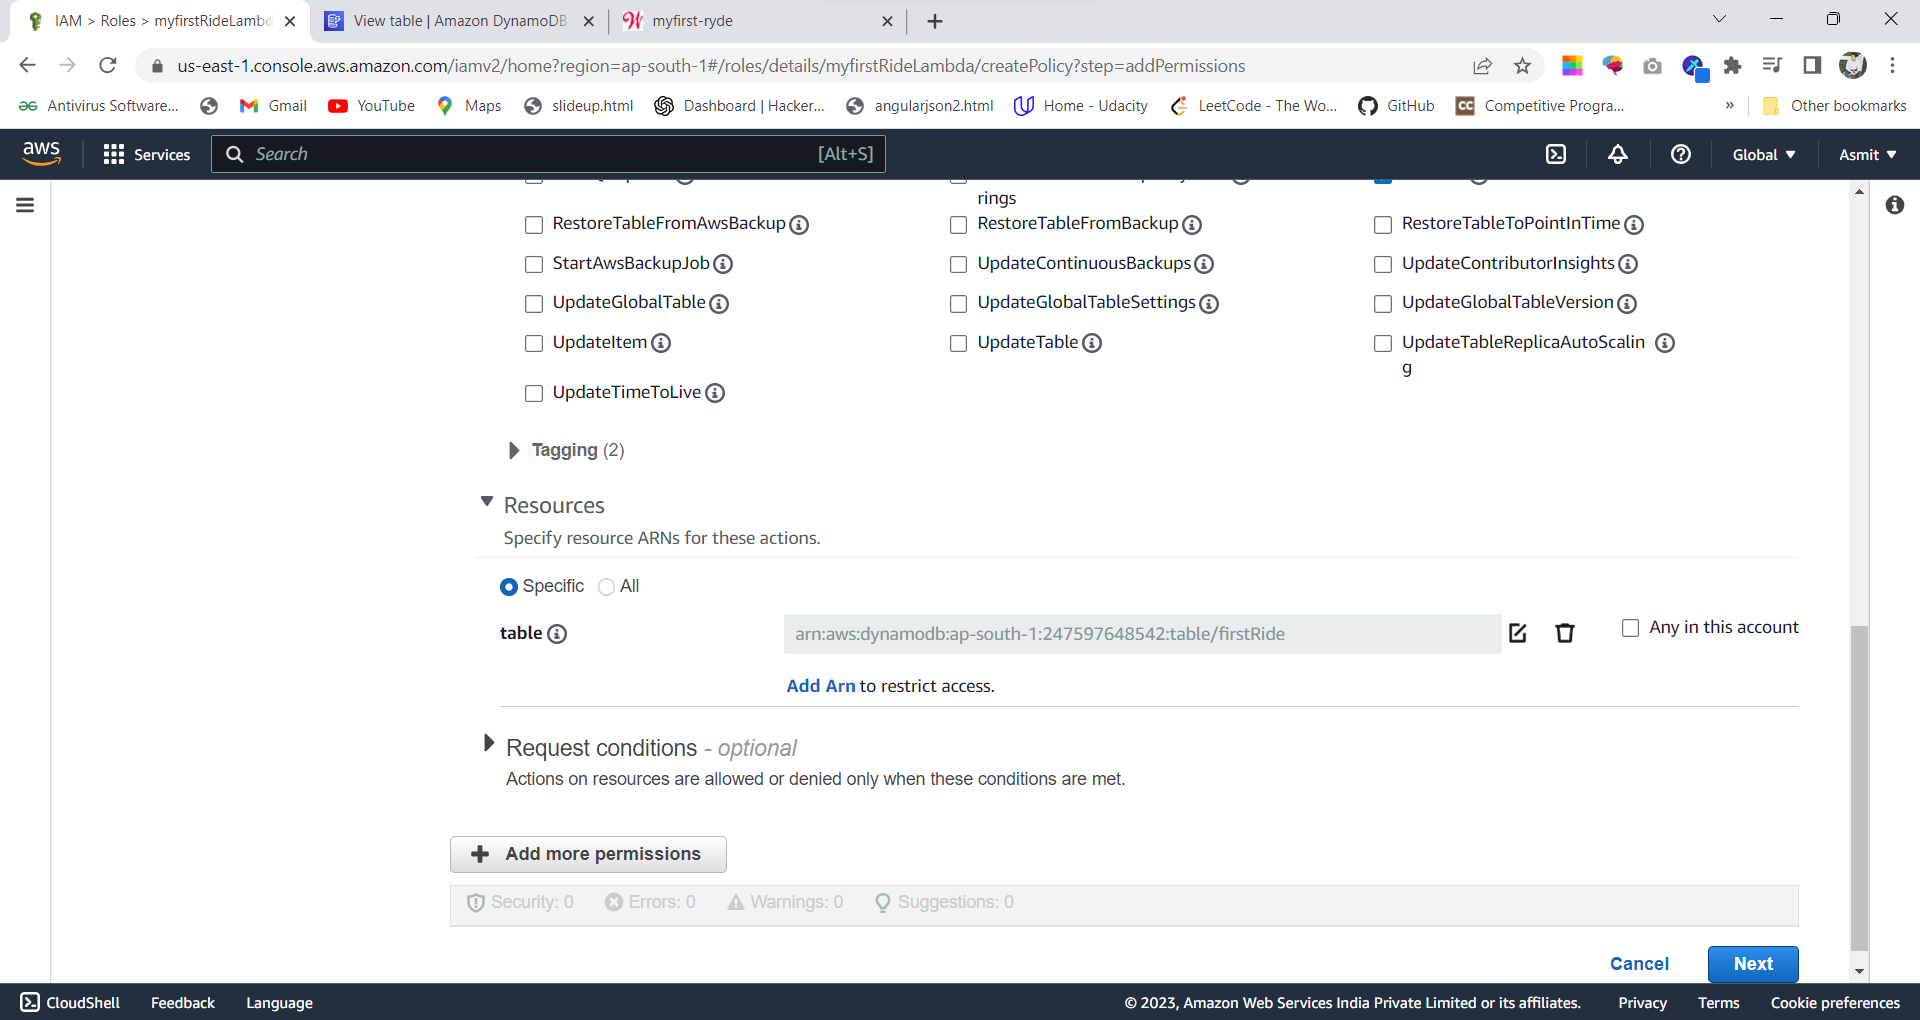 IAM > Roles > myfirstRideLambd
View table | Amazon DynamoDB
myfirst-ryde
us-east-1.console.aws.amazon.com/iamv2/home?region=ap-south-1#/roles/details/myfirstRideLambda/createPolicy?step=addPermissions
Antivirus Software... Gmail YouTube Maps slideup.html Dashboard | Hacker... angularjson2.html Home - Udacity LeetCode - The Wo... GitHub CC Competitive Progra... » Other bookmarks
aws Services Search [Alt+S] Global Asmit
rings
RestoreTableFromAwsBackup RestoreTableFromBackup RestoreTableToPointInTime
StartAwsBackupJob UpdateContinuousBackups UpdateContributorInsights
UpdateGlobalTable UpdateGlobalTableSettings UpdateGlobalTableVersion
UpdateItem UpdateTable UpdateTableReplicaAutoScalin
g
UpdateTimeToLive
Tagging (2)
Resources
Specify resource ARNs for these actions.
Specific All
table arn:aws:dynamodb:ap-south-1:247597648542:table/firstRide Any in this account
Add Arn to restrict access.
Request conditions - optional
Actions on resources are allowed or denied only when these conditions are met.
Add more permissions
Security: 0 Errors: 0 Warnings: 0 Suggestions: 0
Cancel Next
CloudShell Feedback Language © 2023, Amazon Web Services India Private Limited or its affiliates. Privacy Terms Cookie preferences